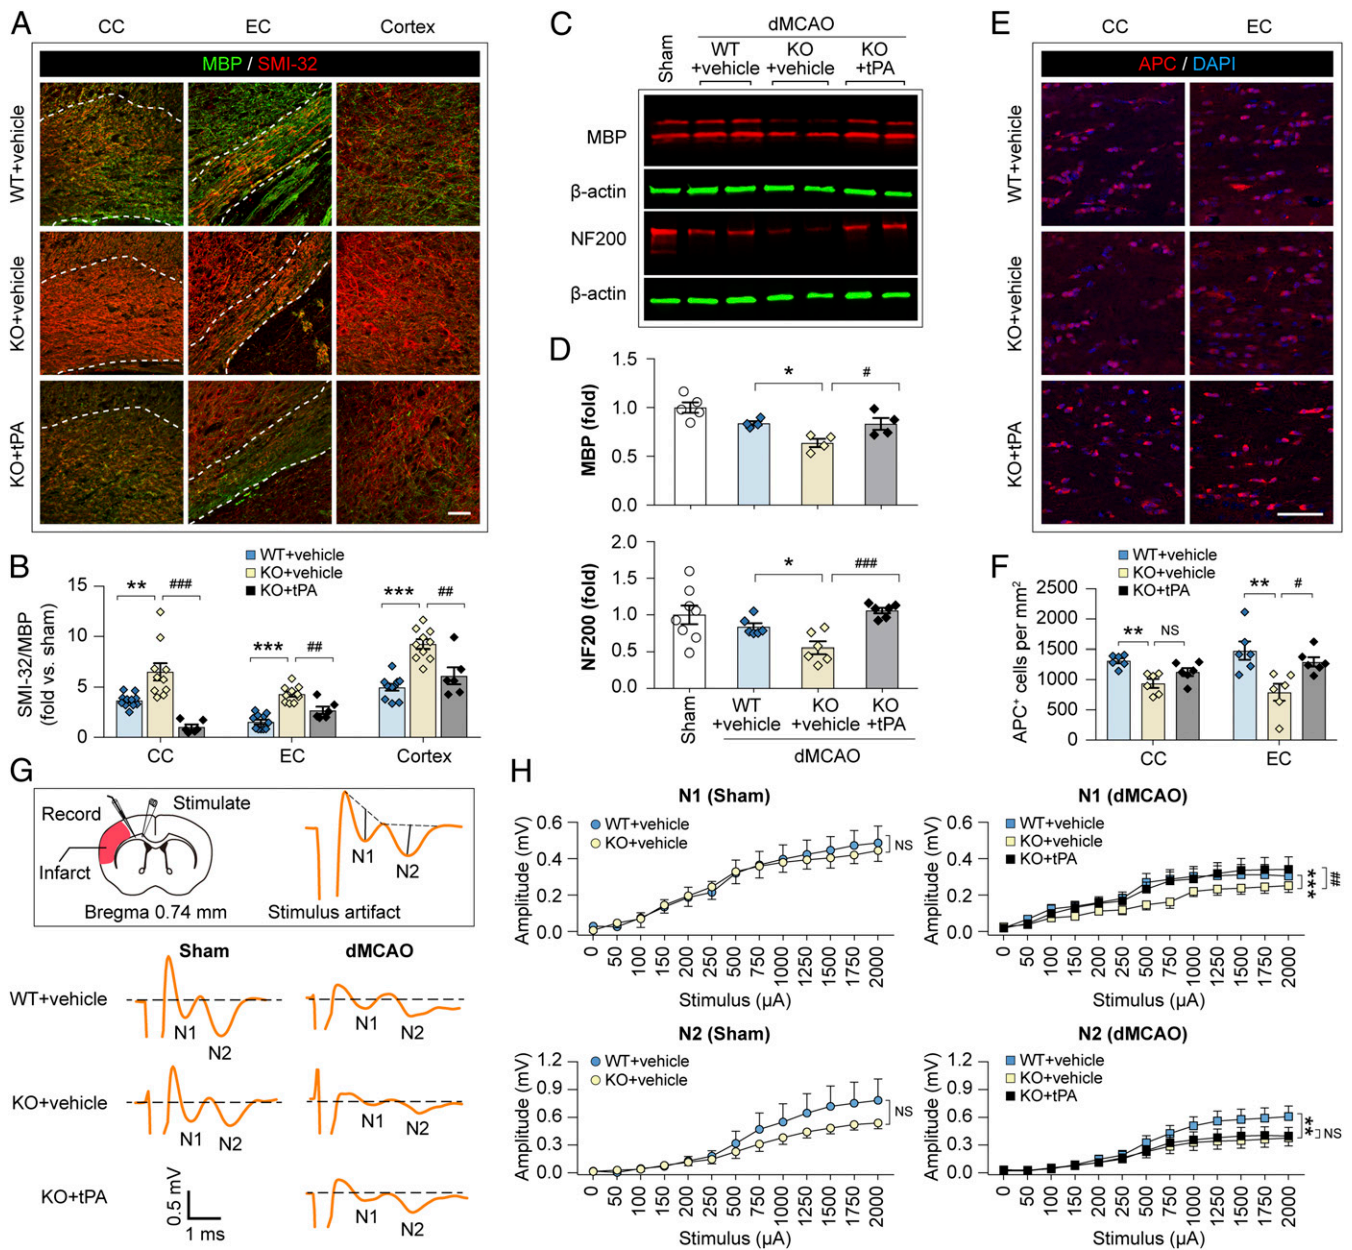 A
CC EC Cortex
MBP / SMI-32
WT+vehicle
KO+vehicle
KO+tPA
B
WT+vehicle
KO+vehicle
KO+tPA
SMI-32/MBP
(fold vs. sham)
15
10
5
0
** ###
*** ##
*** ##
CC EC Cortex
C
dMCAO
Sham
WT
+vehicle
KO
+vehicle
KO
+tPA
MBP
β-actin
NF200
β-actin
D
MBP (fold)
1.5
1.0
0.5
0.0
* #
NF200 (fold)
2.0
1.5
1.0
0.5
0.0
* ###
Sham
WT
+vehicle
KO
+vehicle
KO
+tPA
dMCAO
E
CC EC
APC / DAPI
WT+vehicle
KO+vehicle
KO+tPA
F
WT+vehicle
KO+vehicle
KO+tPA
APC+ cells per mm²
2500
2000
1500
1000
500
0
** NS
** #
CC EC
G
Record
Stimulate
Infarct
Bregma 0.74 mm
N1
N2
Stimulus artifact
Sham dMCAO
WT+vehicle
N1
N2
N1
N2
KO+vehicle
N1
N2
N1
N2
KO+tPA
0.5 mV
1 ms
N1
N2
H
N1 (Sham)
WT+vehicle
KO+vehicle
Amplitude (mV)
0.6
0.4
0.2
0.0
NS
0 50 100 150 200 250 500 750 1000 1250 1500 1750 2000
Stimulus (μA)
N1 (dMCAO)
WT+vehicle
KO+vehicle
KO+tPA
Amplitude (mV)
0.6
0.4
0.2
0.0
*** ##
0 50 100 150 200 250 500 750 1000 1250 1500 1750 2000
Stimulus (μA)
N2 (Sham)
WT+vehicle
KO+vehicle
Amplitude (mV)
1.2
0.9
0.6
0.3
0.0
NS
0 50 100 150 200 250 500 750 1000 1250 1500 1750 2000
Stimulus (μA)
N2 (dMCAO)
WT+vehicle
KO+vehicle
KO+tPA
Amplitude (mV)
1.2
0.9
0.6
0.3
0.0
** NS
0 50 100 150 200 250 500 750 1000 1250 1500 1750 2000
Stimulus (μA)